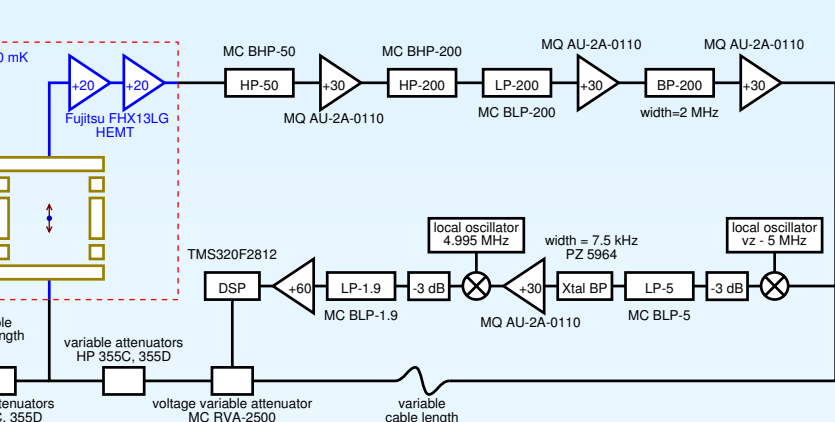 0 mK
+20
+20
Fujitsu FHX13LG
HEMT
MC BHP-50
HP-50
+30
MQ AU-2A-0110
MC BHP-200
HP-200
LP-200
MC BLP-200
MQ AU-2A-0110
+30
BP-200
width=2 MHz
MQ AU-2A-0110
+30
local oscillator
4.995 MHz
width = 7.5 kHz
PZ 5964
local oscillator
vz - 5 MHz
TMS320F2812
DSP
+60
LP-1.9
MC BLP-1.9
-3 dB
+30
MQ AU-2A-0110
Xtal BP
LP-5
MC BLP-5
-3 dB
variable attenuators
HP 355C, 355D
voltage variable attenuator
MC RVA-2500
variable
cable length
ble
ngth
tenuators
C, 355D